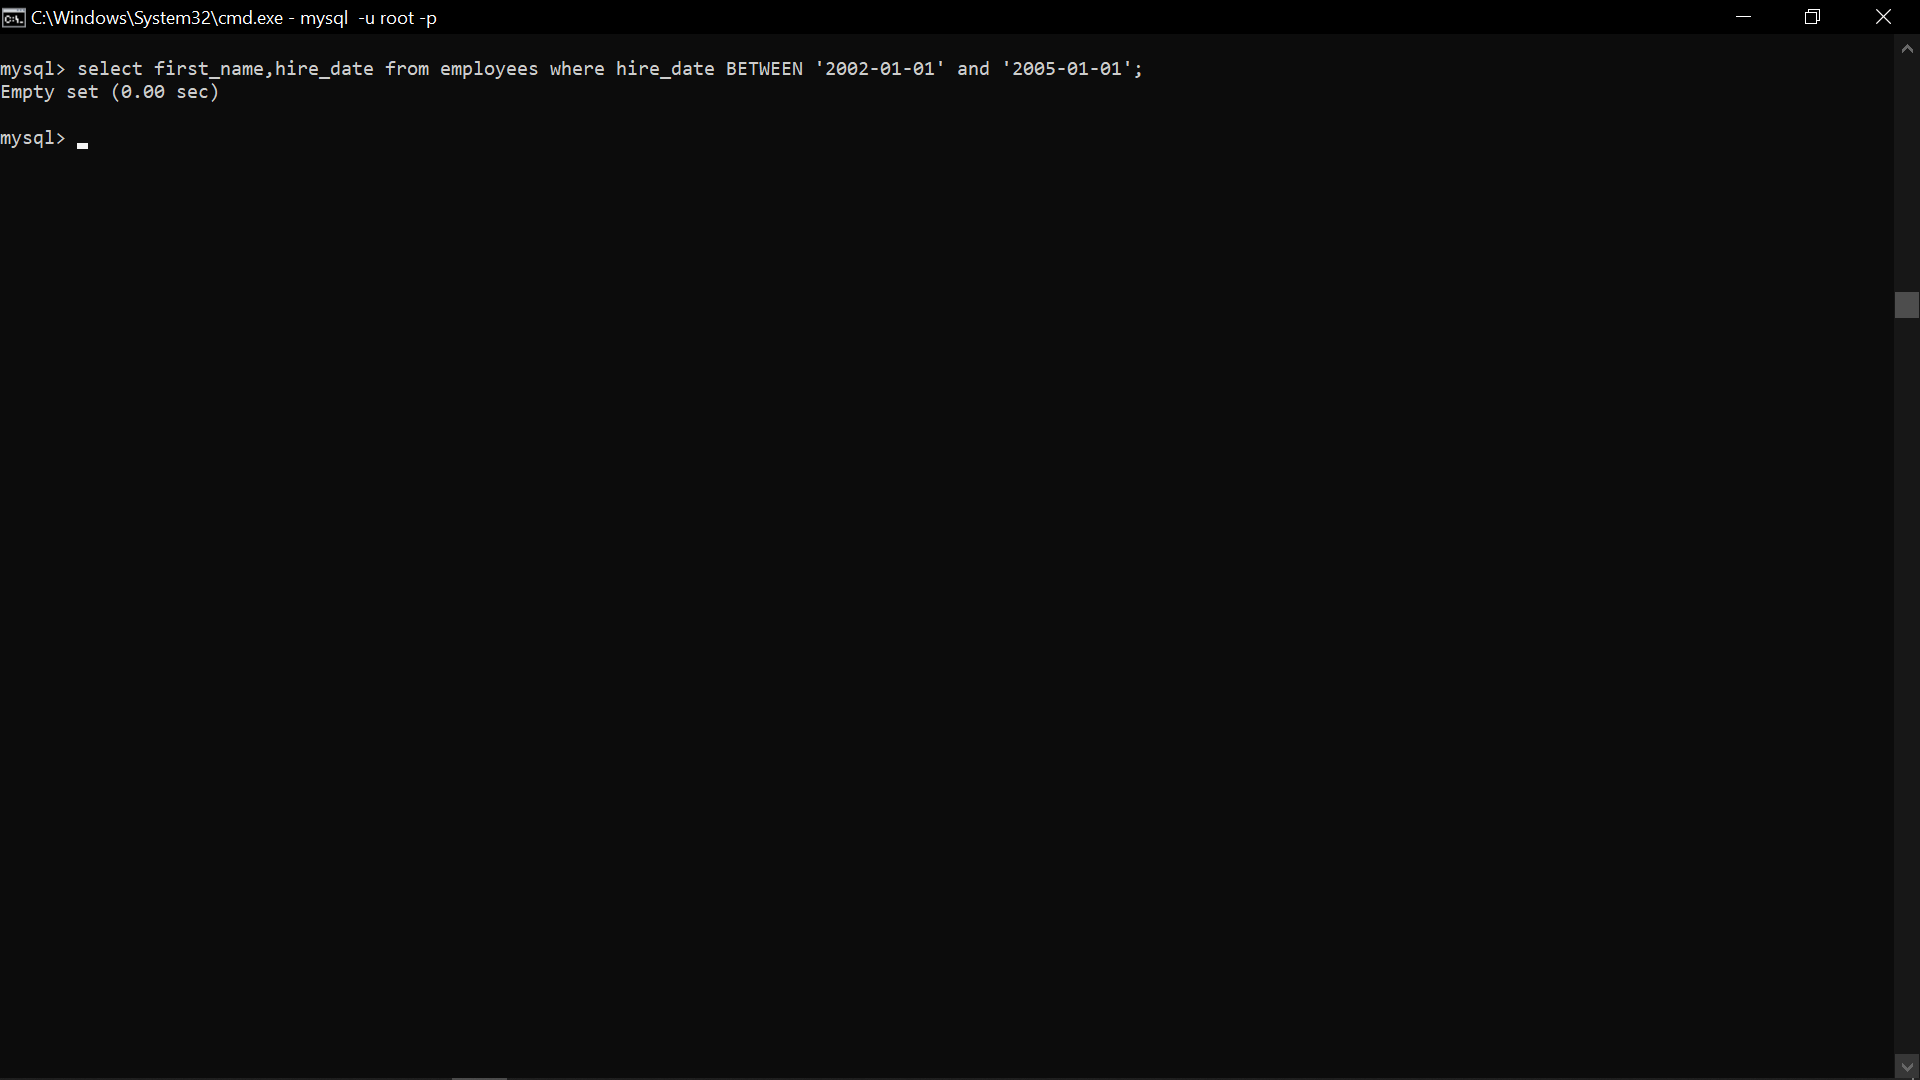 C:\Windows\System32\cmd.exe - mysql  -u root -p
mysql> select first_name,hire_date from employees where hire_date BETWEEN '2002-01-01' and '2005-01-01';
Empty set (0.00 sec)
mysql>